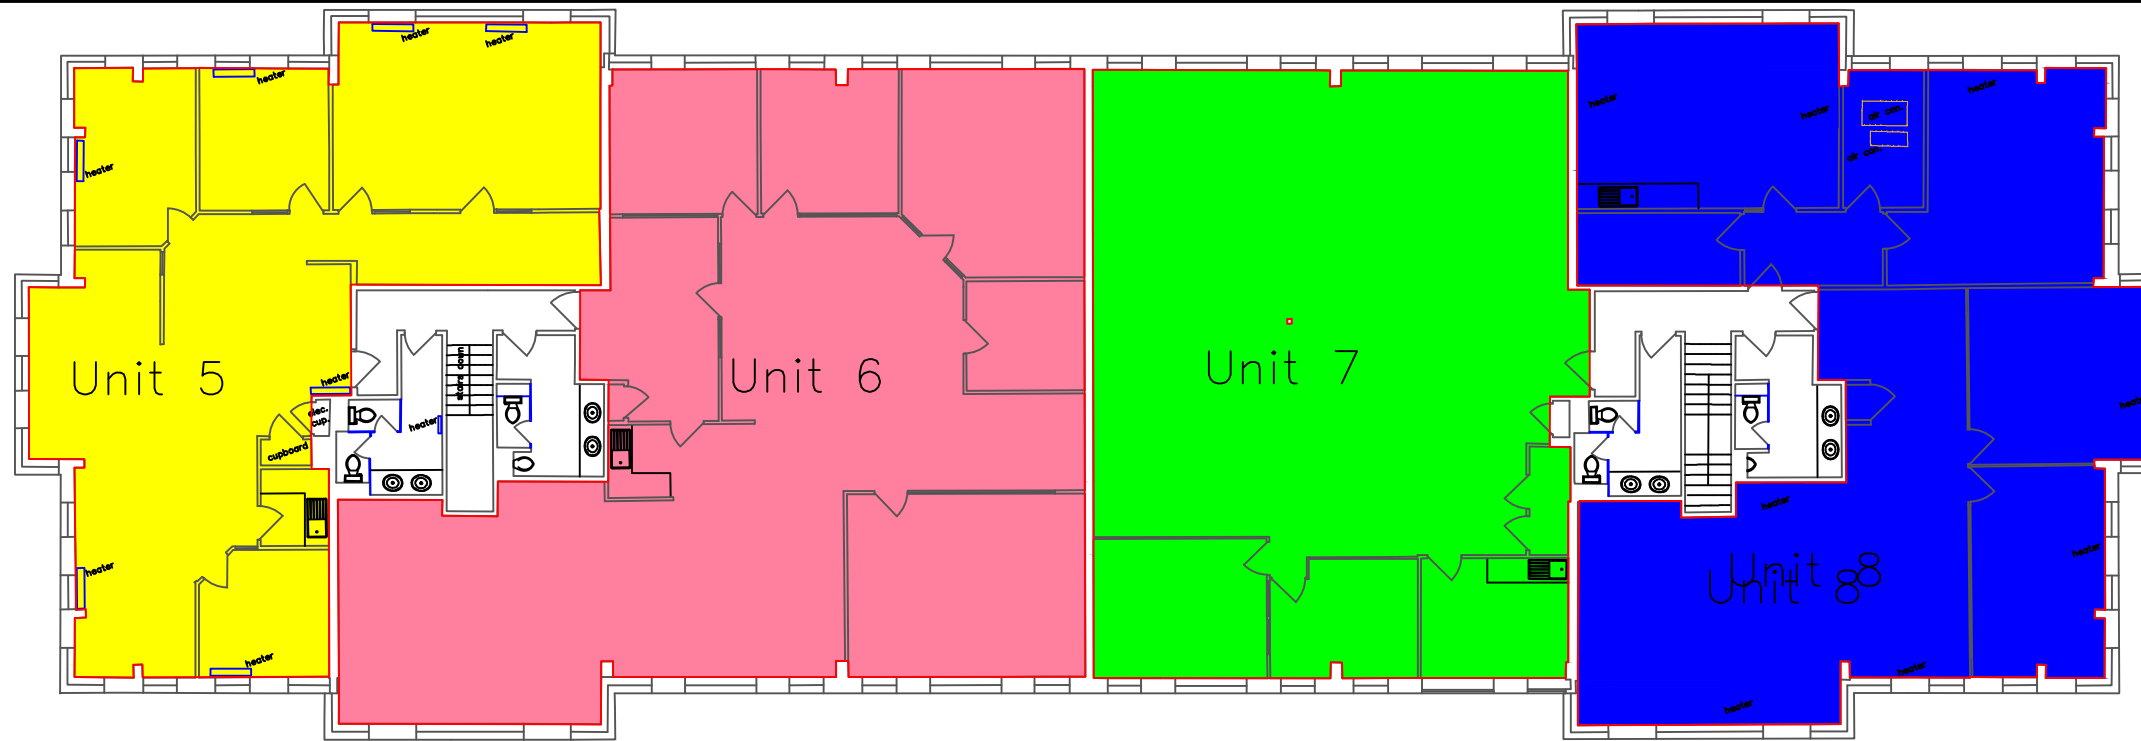 heater
heater
heater
heater
heater
heater
heater
air con.
air con.
heater
stairs down
Unit 5
heater
Unit 6
Unit 7
elec.
cup.
heater
cupboard
heater
heater
heater
Unit 8
Unit 8
heater
heater
heater
heater